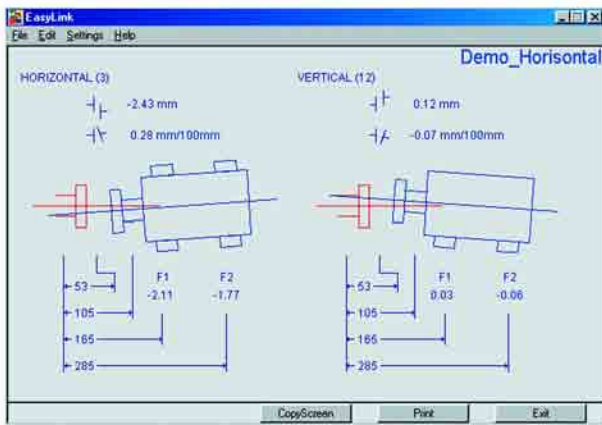 EasyLink
File Edit Settings Help
Demo_Horisontal
HORIZONTAL (3)
-2.43 mm
0.28 mm/100mm
F1 F2
-2.11 -1.77
53
105
165
285
VERTICAL (12)
0.12 mm
-0.07 mm/100mm
F1 F2
0.03 -0.06
53
105
165
285
CopyScreen Print Exit